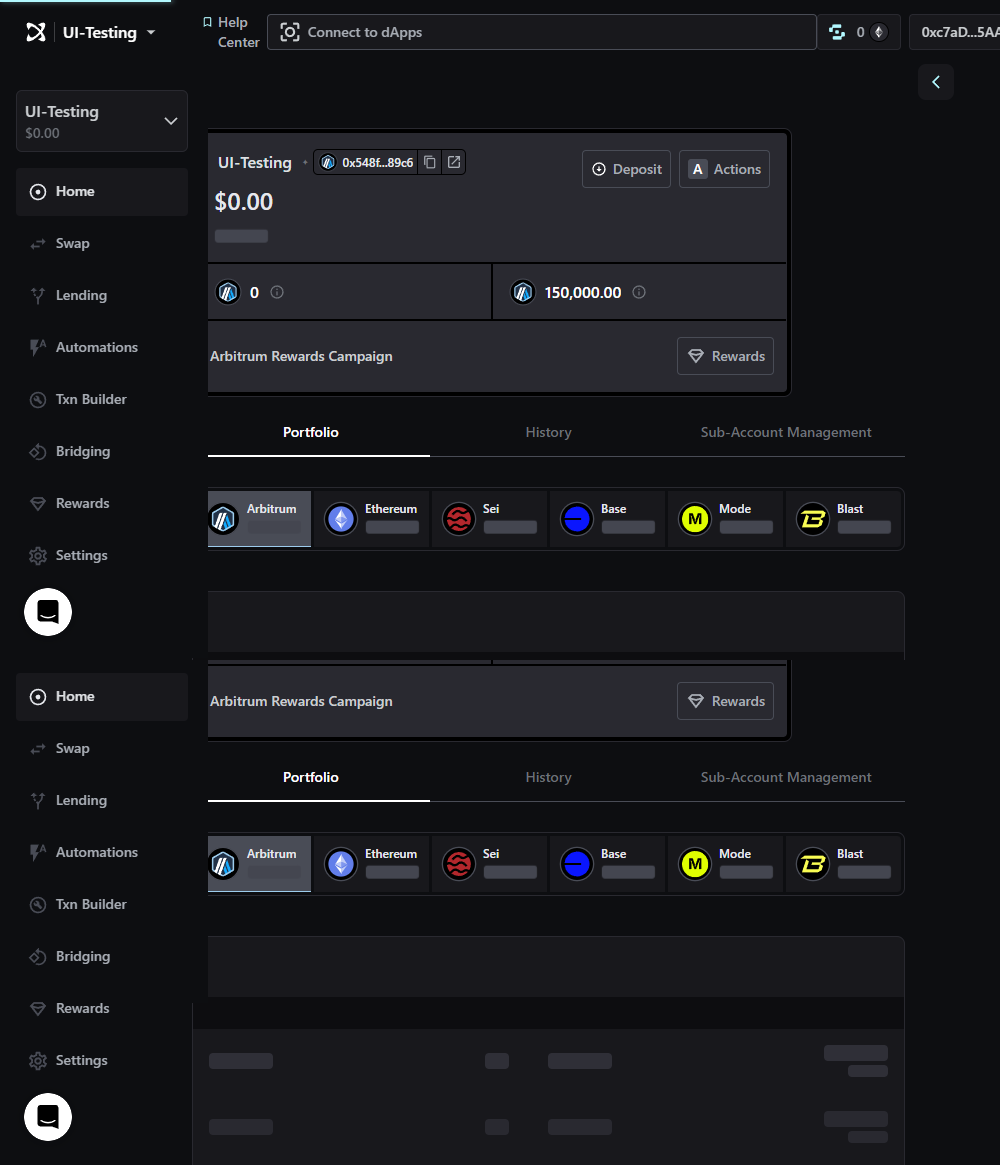 UI-Testing
Help Center
Connect to dApps
0
0xc7aD...5AA
UI-Testing
$0.00
Home
Swap
Lending
Automations
Txn Builder
Bridging
Rewards
Settings
UI-Testing
0x548f...89c6
Deposit
A Actions
$0.00
0
150,000.00
Arbitrum Rewards Campaign
Rewards
Portfolio
History
Sub-Account Management
Arbitrum
Ethereum
Sei
Base
M Mode
B Blast
Home
Swap
Lending
Automations
Txn Builder
Bridging
Rewards
Settings
Arbitrum Rewards Campaign
Rewards
Portfolio
History
Sub-Account Management
Arbitrum
Ethereum
Sei
Base
M Mode
B Blast